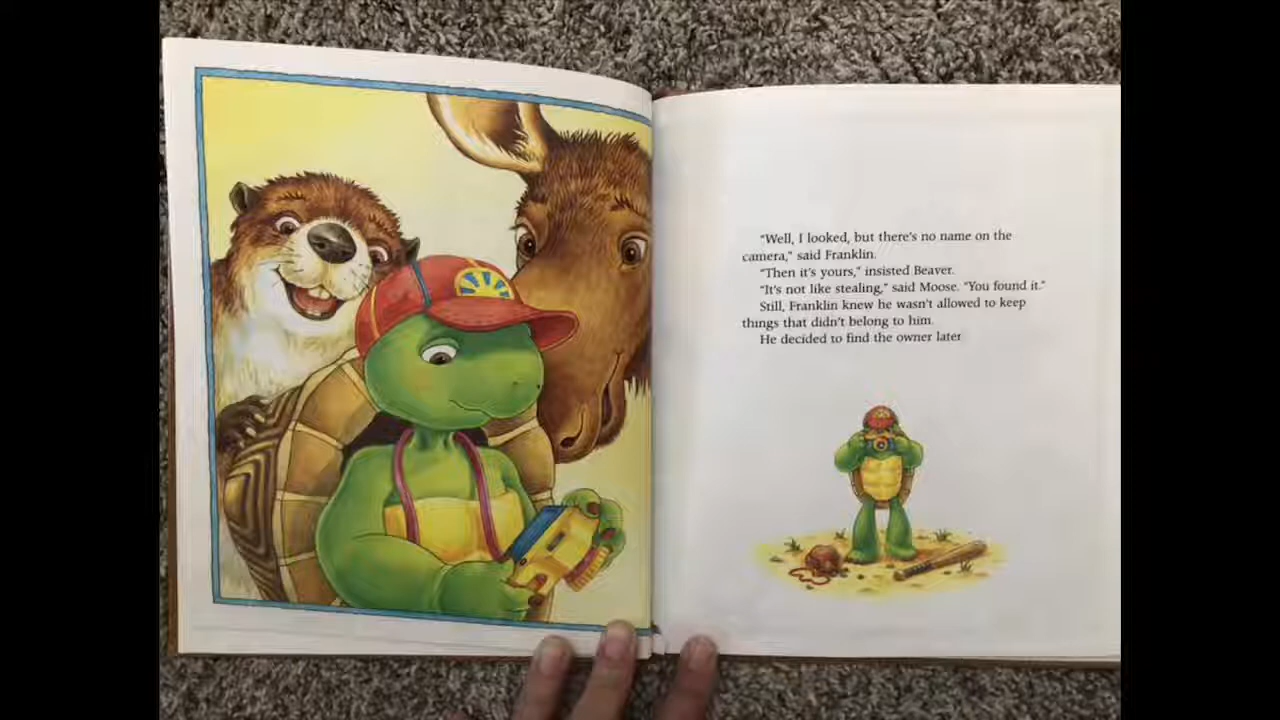 "Well, I looked, but there's no name on the
camera," said Franklin.
"Then it's yours," insisted Beaver.
"It's not like stealing," said Moose. "You found it."
Still, Franklin knew he wasn't allowed to keep
things that didn't belong to him.
He decided to find the owner later